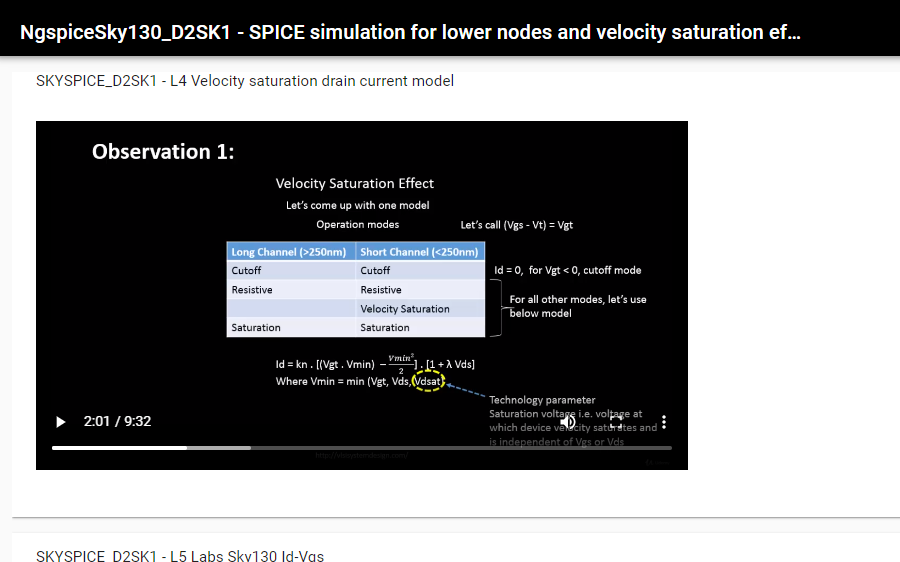 NgspiceSky130_D2SK1 - SPICE simulation for lower nodes and velocity saturation ef...
SKYSPICE_D2SK1 - L4 Velocity saturation drain current model
Observation 1:
Velocity Saturation Effect
Let's come up with one model
Operation modes
Let's call (Vgs - Vt) = Vgt
Long Channel (>250nm) Short Channel (<250nm)
Cutoff Cutoff
Id = 0, for Vgt < 0, cutoff mode
Resistive Resistive
For all other modes, let's use
below model
Velocity Saturation
Saturation Saturation
Id = kn . [(Vgt . Vmin) – Vmin²/2] . [1 + λ Vds]
Where Vmin = min (Vgt, Vds, Vdsat)
Technology parameter
Saturation voltage i.e. voltage at
which device velocity saturates and
is independent of Vgs or Vds
2:01 / 9:32
SKYSPICE_D2SK1 - L5 Labs Sky130 Id-Vgs